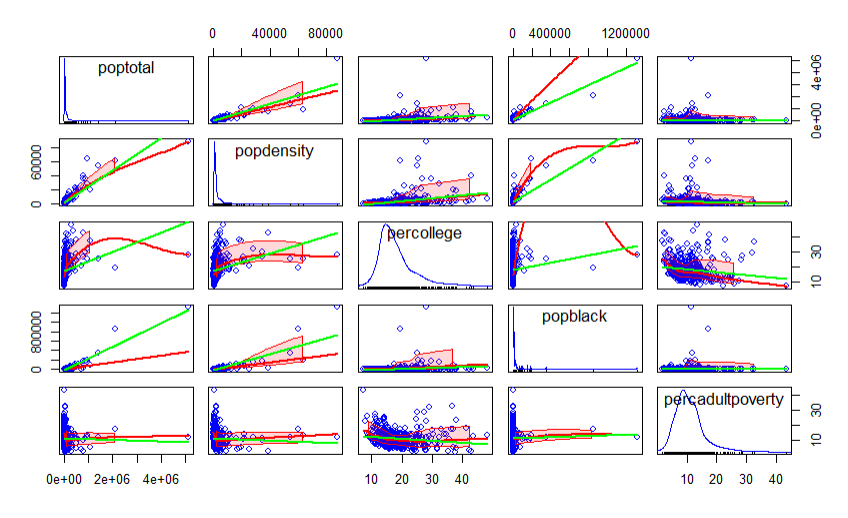 0 40000 80000
0 400000 1200000
poptotal
0e+00 4e+06
popdensity
0 60000
percollege
10 30
popblack
0 800000
percadultpoverty
10 30
0e+00 2e+06 4e+06
10 20 30 40
10 20 30 40